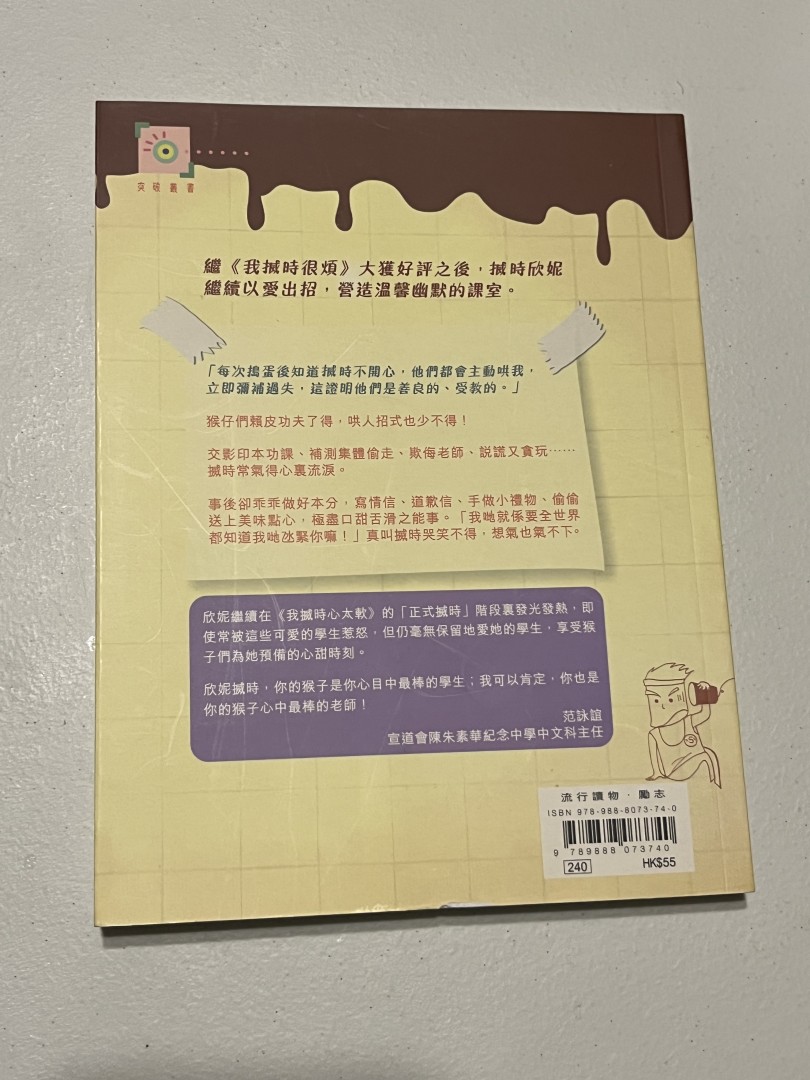 突破叢書
繼《我搣時很煩》大獲好評之後，搣時欣妮
繼續以愛出招，營造溫馨幽默的課室。
「每次搗蛋後知道搣時不開心，他們都會主動哄我，
立即彌補過失，這證明他們是善良的、受教的。」
猴仔們賴皮功夫了得，哄人招式也少不得！
交影印本功課、補測集體偷走、欺侮老師、説謊又貪玩……
搣時常氣得心裏流淚。
事後卻乖乖做好本分，寫情信、道歉信、手做小禮物、偷偷
送上美味點心，極盡口甜舌滑之能事。「我哋就係要全世界
都知道我哋氹緊你嘛！」真叫搣時哭笑不得，想氣也氣不下。
欣妮繼續在《我搣時心太軟》的「正式搣時」階段裏發光發熱，即
使常被這些可愛的學生惹怒，但仍毫無保留地愛她的學生，享受猴
子們為她預備的心甜時刻。
欣妮搣時，你的猴子是你心目中最棒的學生；我可以肯定，你也是
你的猴子心中最棒的老師！
范詠誼
宣道會陳朱素華紀念中學中文科主任
流行讀物．勵志
ISBN 978-988-8073-74-0
9 789888 073740
240 HK$55